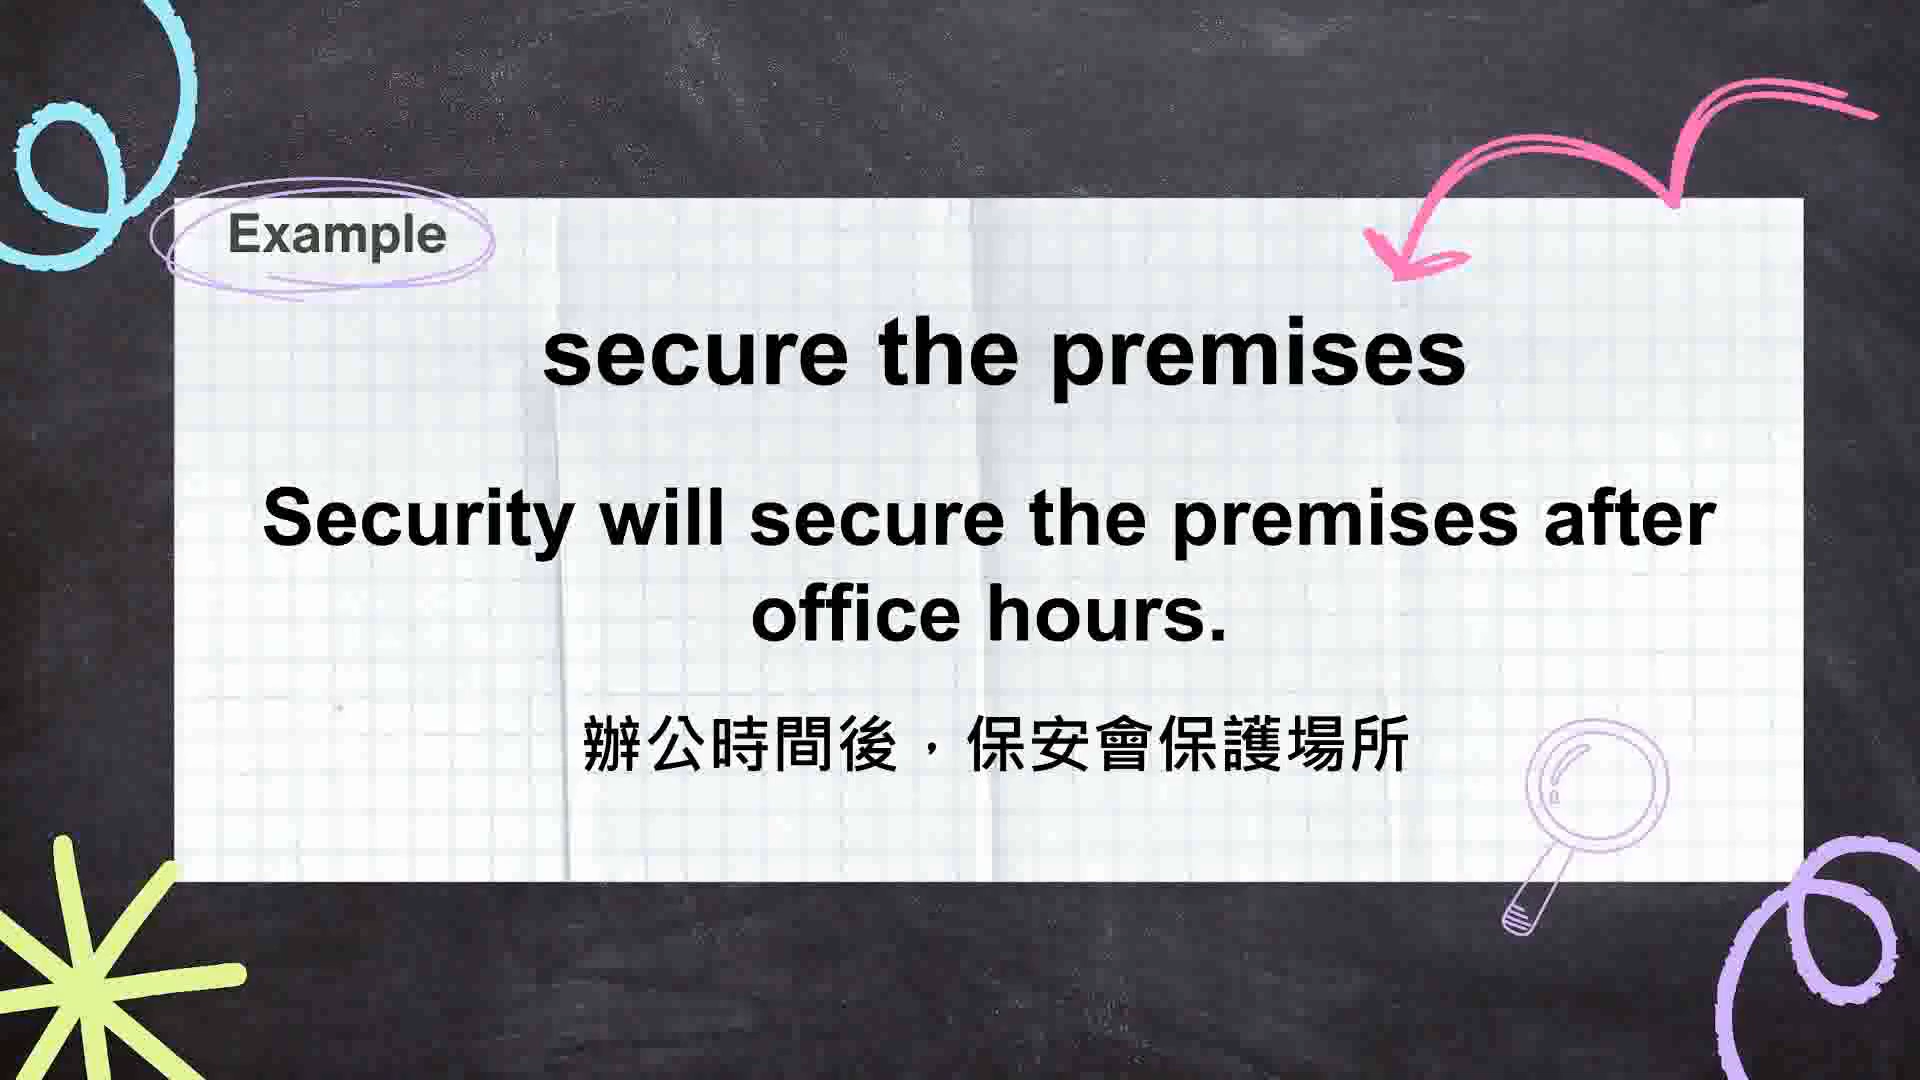 Example
secure the premises
Security will secure the premises after
office hours.
辦公時間後，保安會保護場所